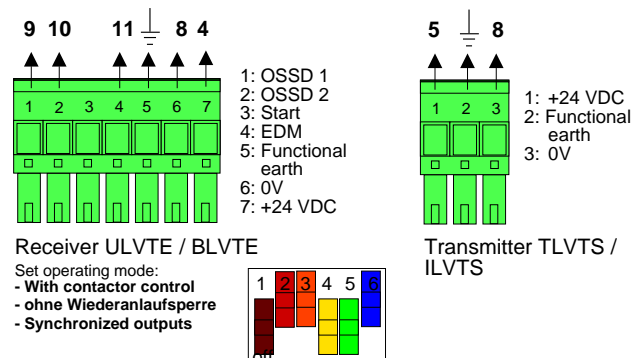 9 10 11 8 4
1 2 3 4 5 6 7
1: OSSD 1
2: OSSD 2
3: Start
4: EDM
5: Functional
earth
6: 0V
7: +24 VDC
5 8
1 2 3
1: +24 VDC
2: Functional
earth
3: 0V
Receiver ULVTE / BLVTE
Transmitter TLVTS /
ILVTS
Set operating mode:
- With contactor control
- ohne Wiederanlaufsperre
- Synchronized outputs
1 2 3 4 5 6
off